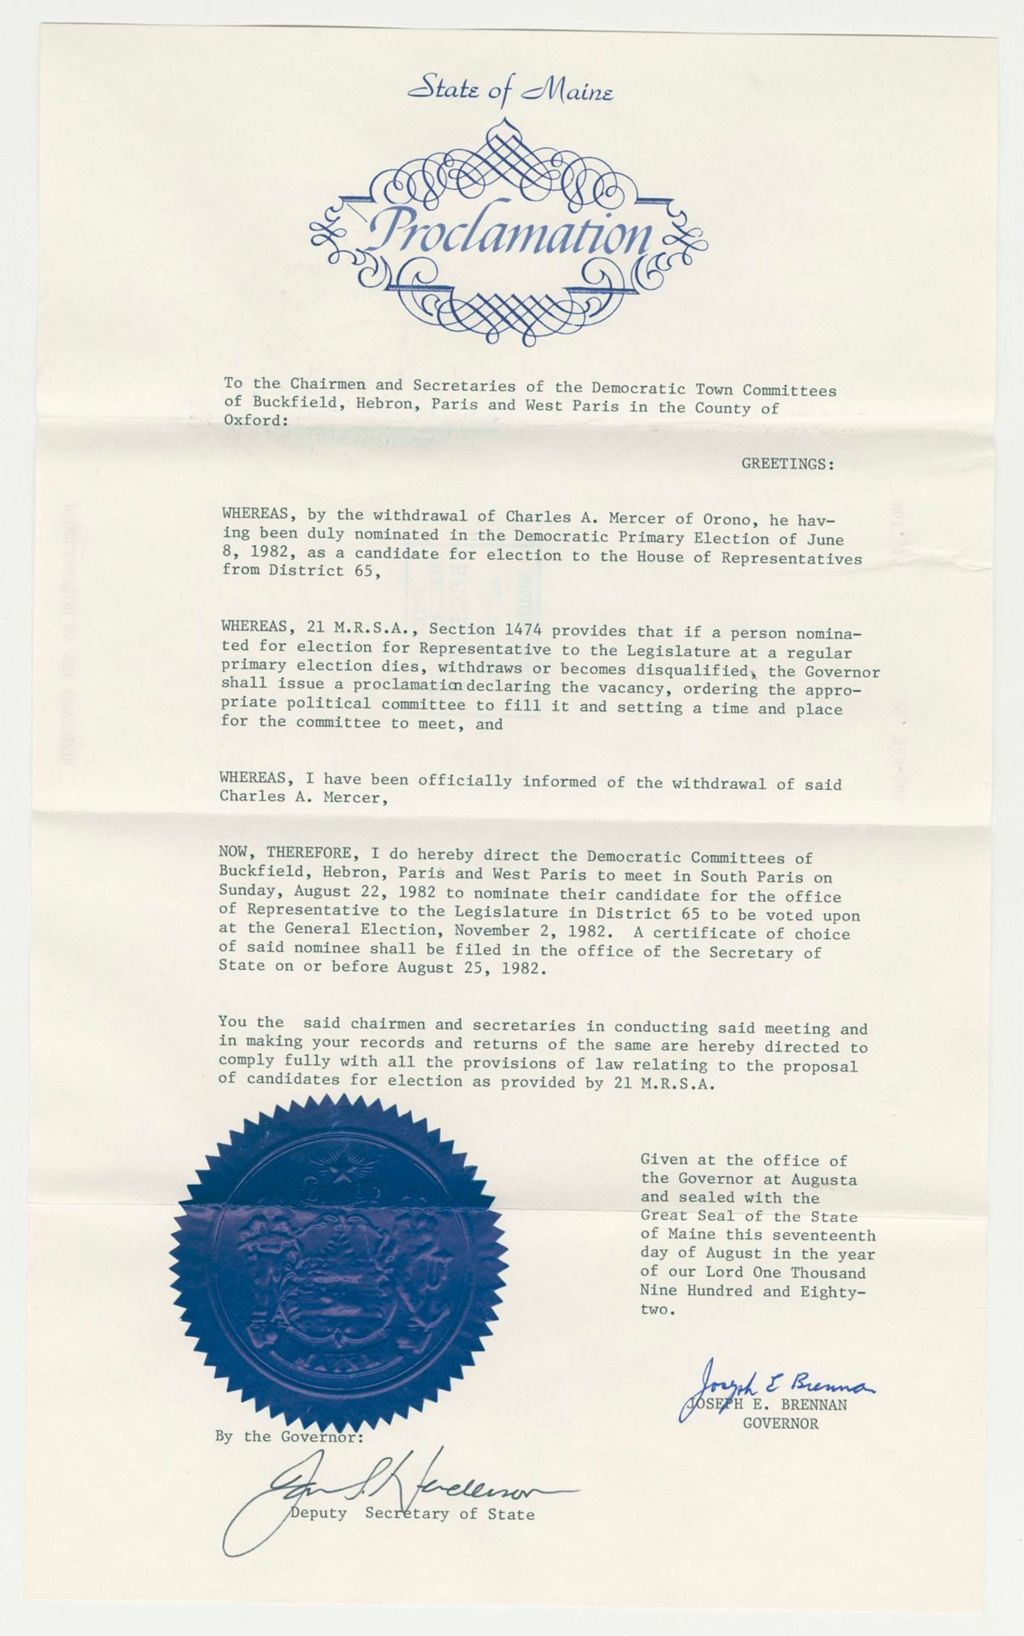 State of Maine
Proclamation
To the Chairmen and Secretaries of the Democratic Town Committees
of Buckfield, Hebron, Paris and West Paris in the County of
Oxford:
GREETINGS:
WHEREAS, by the withdrawal of Charles A. Mercer of Orono, he hav-
ing been duly nominated in the Democratic Primary Election of June
8, 1982, as a candidate for election to the House of Representatives
from District 65,
WHEREAS, 21 M.R.S.A., Section 1474 provides that if a person nomina-
ted for election for Representative to the Legislature at a regular
primary election dies, withdraws or becomes disqualified, the Governor
shall issue a proclamation declaring the vacancy, ordering the appro-
priate political committee to fill it and setting a time and place
for the committee to meet, and
WHEREAS, I have been officially informed of the withdrawal of said
Charles A. Mercer,
NOW, THEREFORE, I do hereby direct the Democratic Committees of
Buckfield, Hebron, Paris and West Paris to meet in South Paris on
Sunday, August 22, 1982 to nominate their candidate for the office
of Representative to the Legislature in District 65 to be voted upon
at the General Election, November 2, 1982. A certificate of choice
of said nominee shall be filed in the office of the Secretary of
State on or before August 25, 1982.
You the said chairmen and secretaries in conducting said meeting and
in making your records and returns of the same are hereby directed to
comply fully with all the provisions of law relating to the proposal
of candidates for election as provided by 21 M.R.S.A.
Given at the office of
the Governor at Augusta
and sealed with the
Great Seal of the State
of Maine this seventeenth
day of August in the year
of our Lord One Thousand
Nine Hundred and Eighty-
two.
Joseph E Brennan
JOSEPH E. BRENNAN
GOVERNOR
By the Governor:
Henderson
Deputy Secretary of State